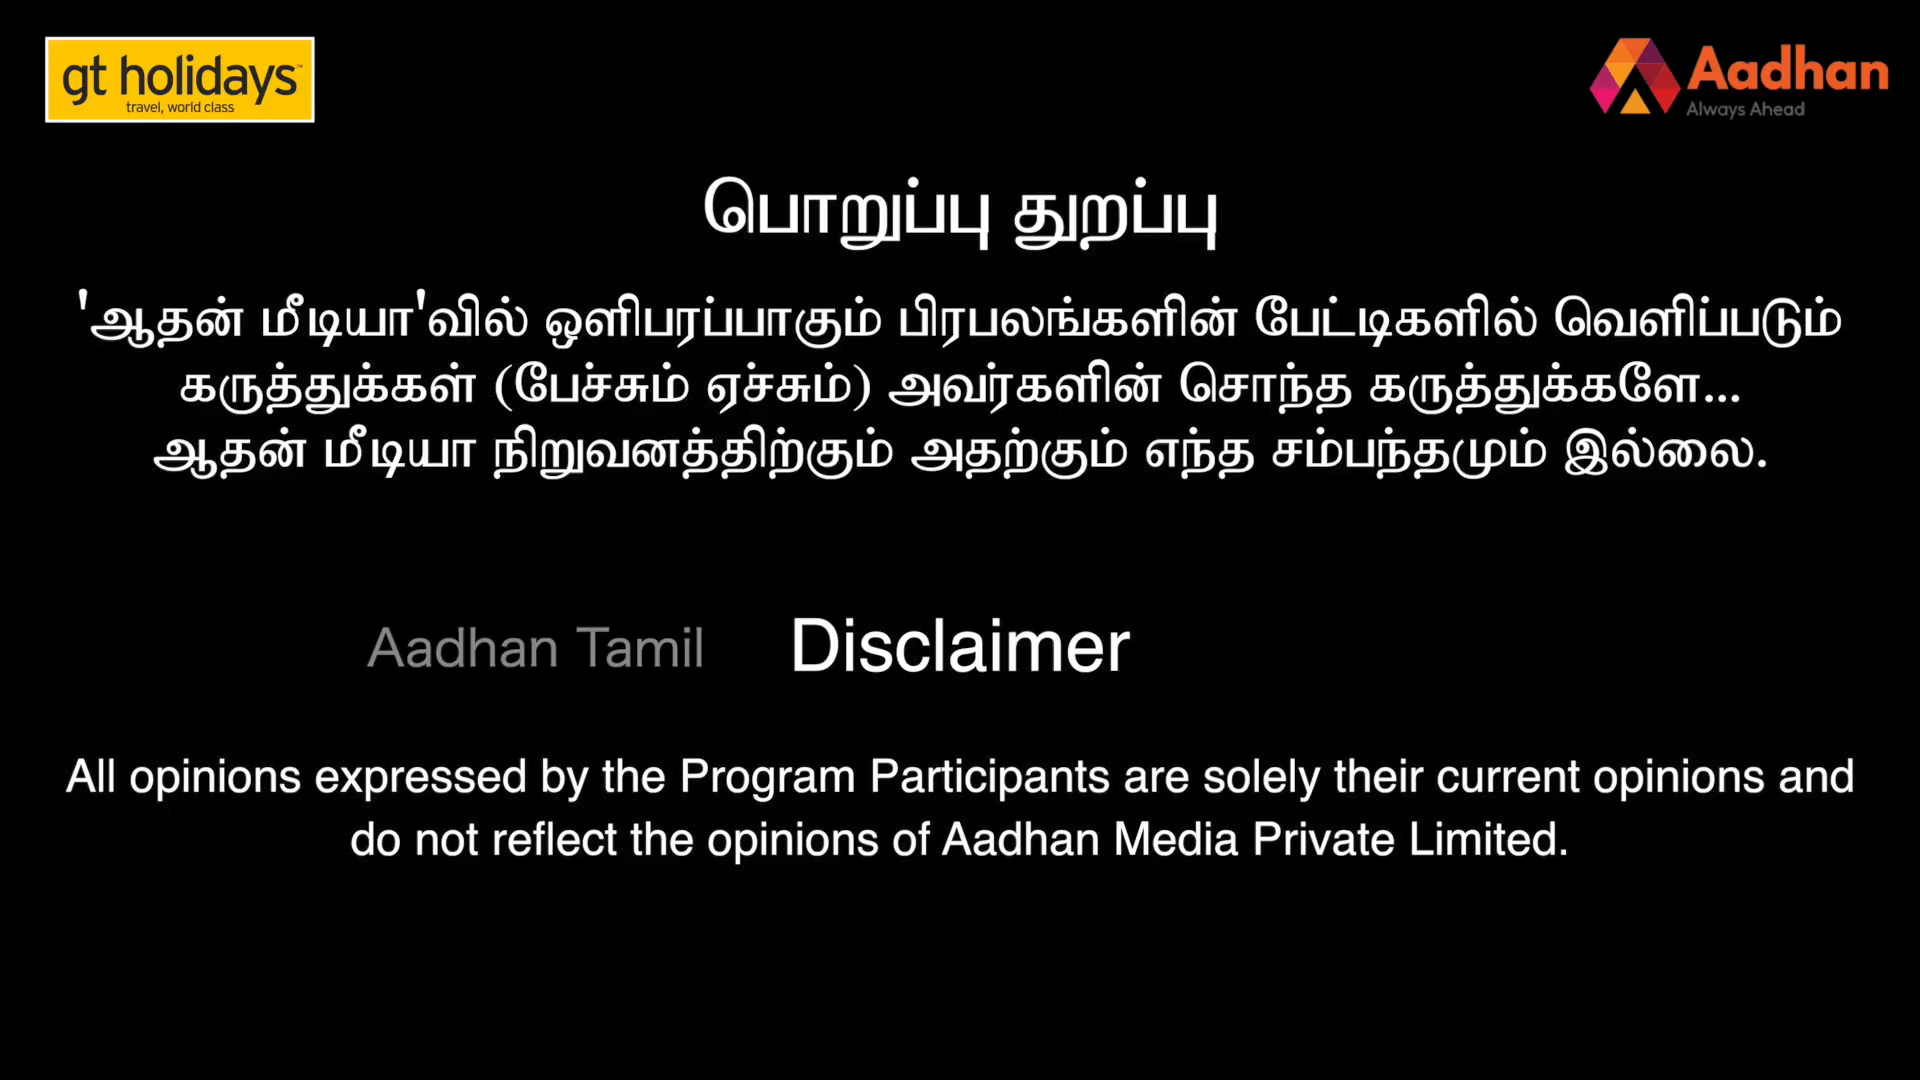 gt holidays™
travel, world class
Aadhan
Always Ahead
பொறுப்பு துறப்பு
'ஆதன் மீடியா'வில் ஒளிபரப்பாகும் பிரபலங்களின் பேட்டிகளில் வெளிப்படும்
கருத்துக்கள் (பேச்சும் ஏச்சும்) அவர்களின் சொந்த கருத்துக்களே...
ஆதன் மீடியா நிறுவனத்திற்கும் அதற்கும் எந்த சம்பந்தமும் இல்லை.
Aadhan Tamil
Disclaimer
All opinions expressed by the Program Participants are solely their current opinions and
do not reflect the opinions of Aadhan Media Private Limited.